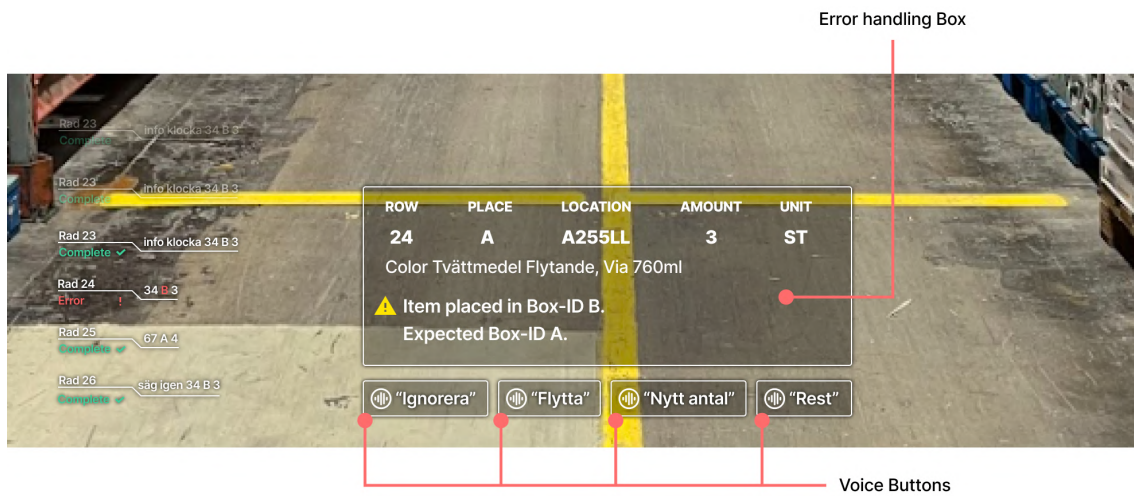 Error handling Box
Rad 23
info klocka 34 B 3
Complete
Rad 23
info klocka 34 B 3
Complete
Rad 23
info klocka 34 B 3
Complete
Rad 24
34 B 3
Error !
Rad 25
67 A 4
Complete
Rad 26
säg igen 34 B 3
Complete
ROW PLACE LOCATION AMOUNT UNIT
24 A A255LL 3 ST
Color Tvättmedel Flytande, Via 760ml
Item placed in Box-ID B.
Expected Box-ID A.
“Ignorera” “Flytta” “Nytt antal” “Rest”
Voice Buttons